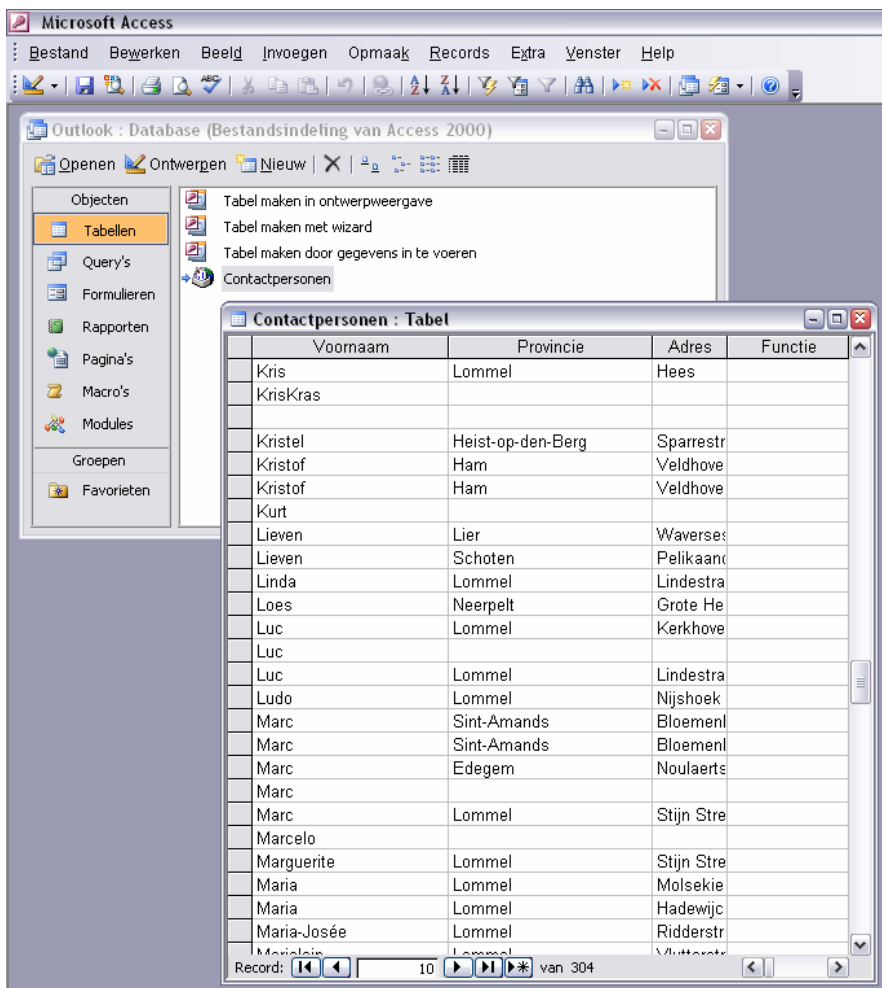 Microsoft Access
Bestand Bewerken Beeld Invoegen Opmaak Records Extra Venster Help
Outlook : Database (Bestandsindeling van Access 2000)
Openen Ontwerpen Nieuw
Objecten
Tabellen
Query's
Formulieren
Rapporten
Pagina's
Macro's
Modules
Groepen
Favorieten
Tabel maken in ontwerpweergave
Tabel maken met wizard
Tabel maken door gegevens in te voeren
Contactpersonen
Contactpersonen : Tabel
Voornaam Provincie Adres Functie
Kris Lommel Hees
KrisKras
Kristel Heist-op-den-Berg Sparrestr
Kristof Ham Veldhove
Kristof Ham Veldhove
Kurt
Lieven Lier Waverses
Lieven Schoten Pelikaan
Linda Lommel Lindestra
Loes Neerpelt Grote He
Luc Lommel Kerkhove
Luc
Luc Lommel Lindestra
Ludo Lommel Nijshoek
Marc Sint-Amands Bloemenl
Marc Sint-Amands Bloemenl
Marc Edegem Noulaerts
Marc
Marc Lommel Stijn Stre
Marcelo
Marguerite Lommel Stijn Stre
Maria Lommel Molsekie
Maria Lommel Hadewijc
Maria-Josée Lommel Ridderstr
Lommel
Record: 10 van 304